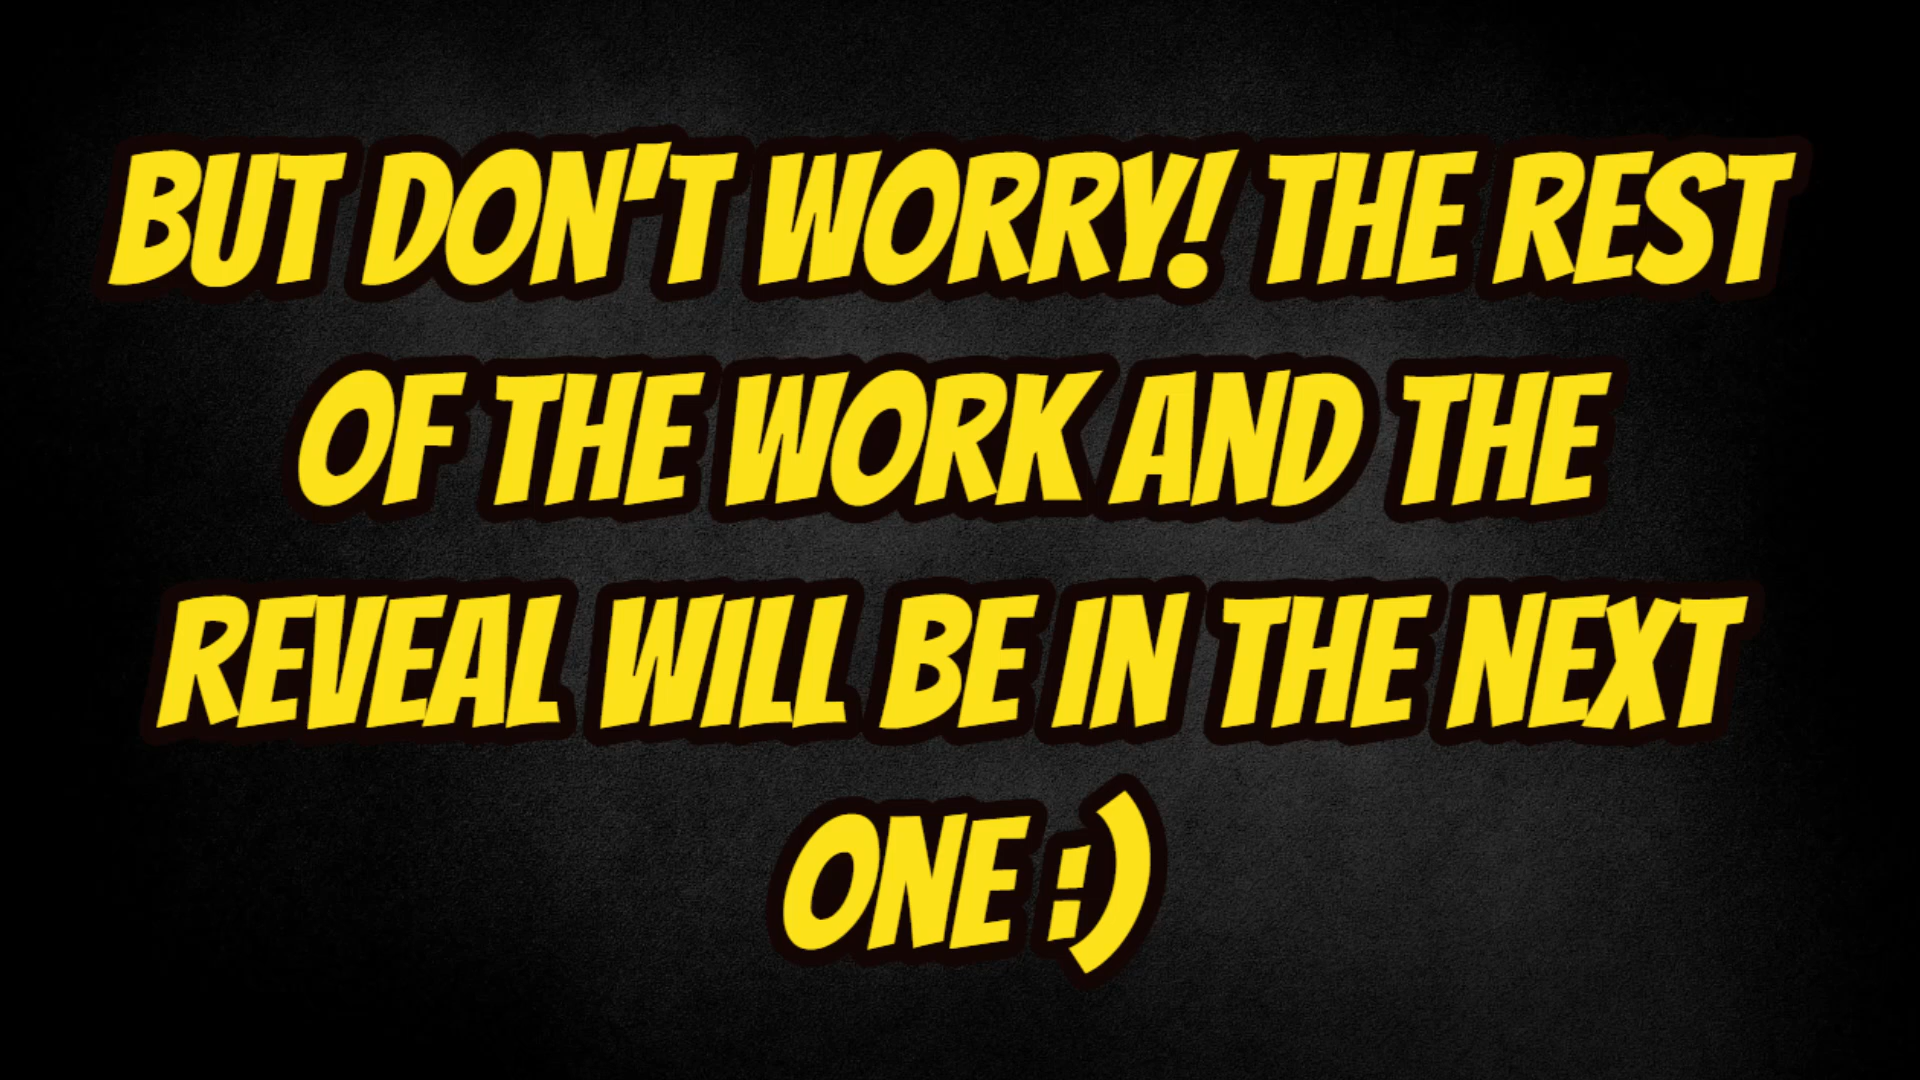 BUT DON'T WORRY! THE REST
OF THE WORK AND THE
REVEAL WILL BE IN THE NEXT
ONE :)